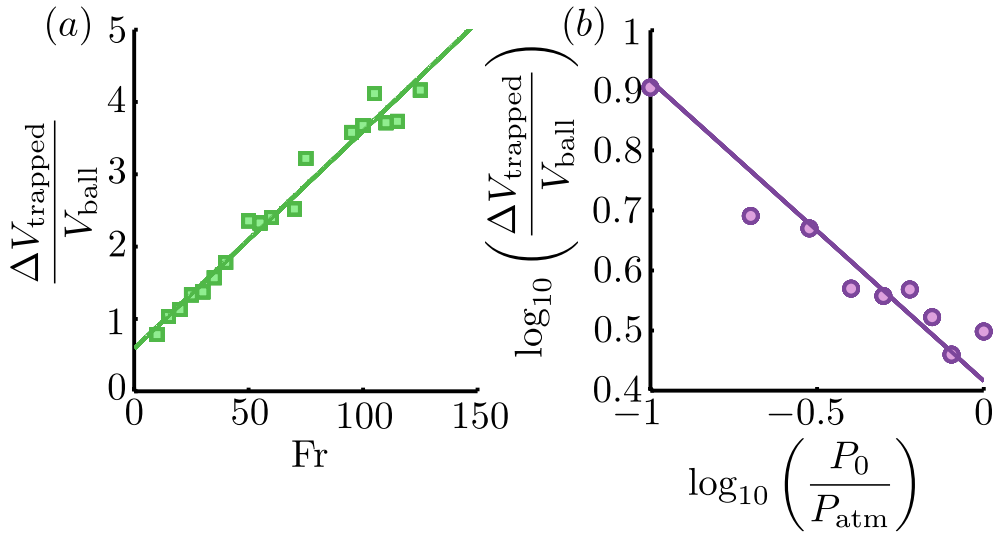 (a)
5
4
3
2
1
0
0 50 100 150
Fr
ΔV_trapped / V_ball
(b)
1
0.9
0.8
0.7
0.6
0.5
0.4
−1 −0.5 0
log₁₀ (P₀ / P_atm)
log₁₀ (ΔV_trapped / V_ball)